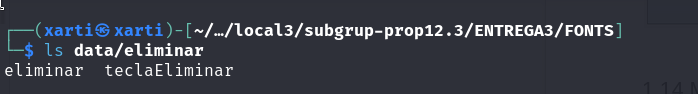 ┌──(xarti㉿xarti)-[~/…/local3/subgrup-prop12.3/ENTREGA3/FONTS]
└─$ ls data/eliminar
eliminar  teclaEliminar